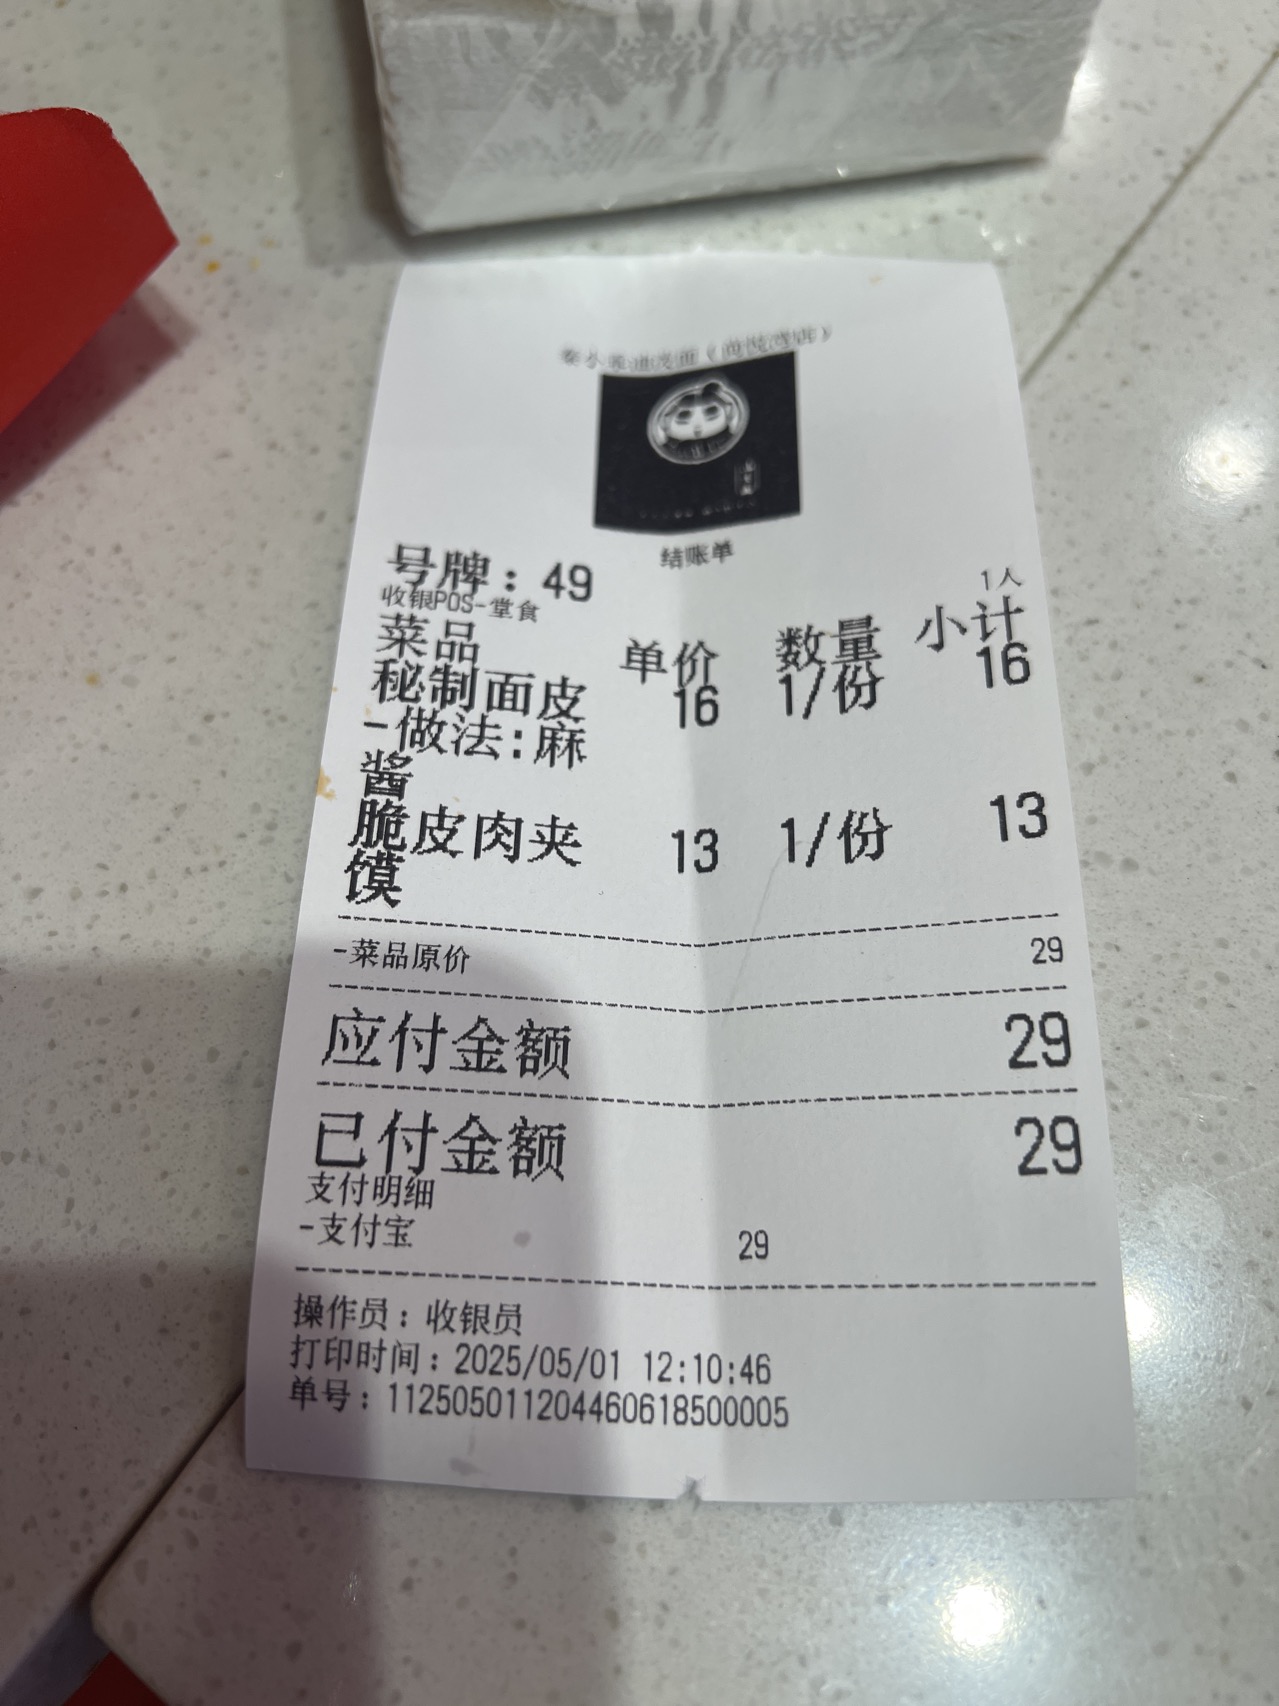 结账单
号牌：49
1人
收银POS-堂食
菜品 单价 数量 小计
秘制面皮 16 1/份 16
-做法:麻
酱
脆皮肉夹 13 1/份 13
馍
-菜品原价 29
应付金额 29
已付金额 29
支付明细
-支付宝 29
操作员：收银员
打印时间：2025/05/01 12:10:46
单号：11250501120446061850​0005